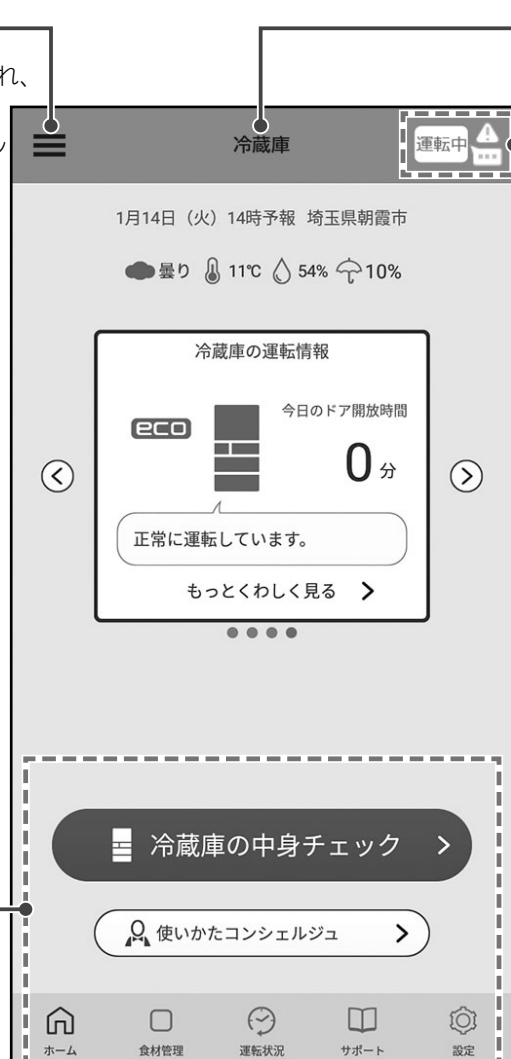 れ、
冷蔵庫
運転中
1月14日（火）14時予報 埼玉県朝霞市
曇り 11℃ 54% 10%
冷蔵庫の運転情報
今日のドア開放時間
eco
0分
正常に運転しています。
もっとくわしく見る
冷蔵庫の中身チェック
使いかたコンシェルジュ
ホーム 食材管理 運転状況 サポート 設定